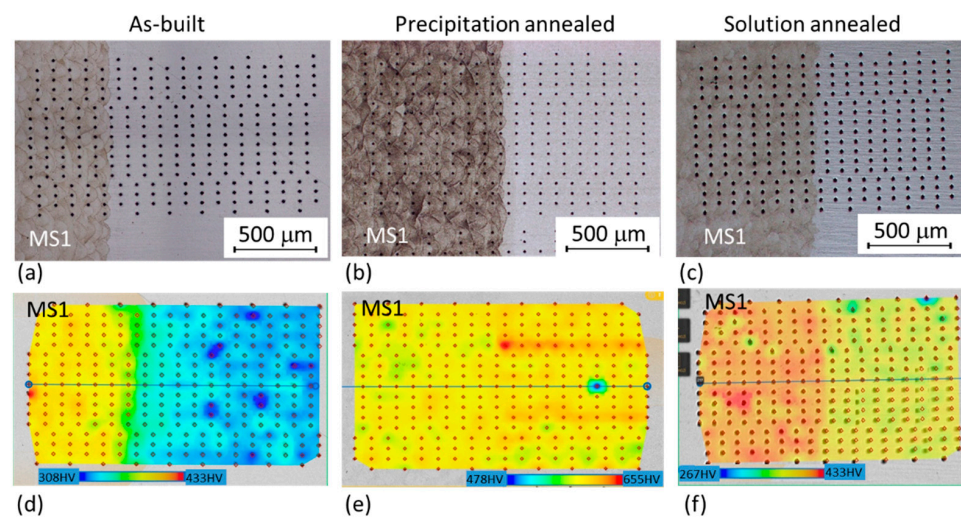 As-built
Precipitation annealed
Solution annealed
MS1
500 μm
MS1
500 μm
MS1
500 μm
(a)
(b)
(c)
MS1
MS1
308HV
433HV
478HV
655HV
267HV
433HV
(d)
(e)
(f)